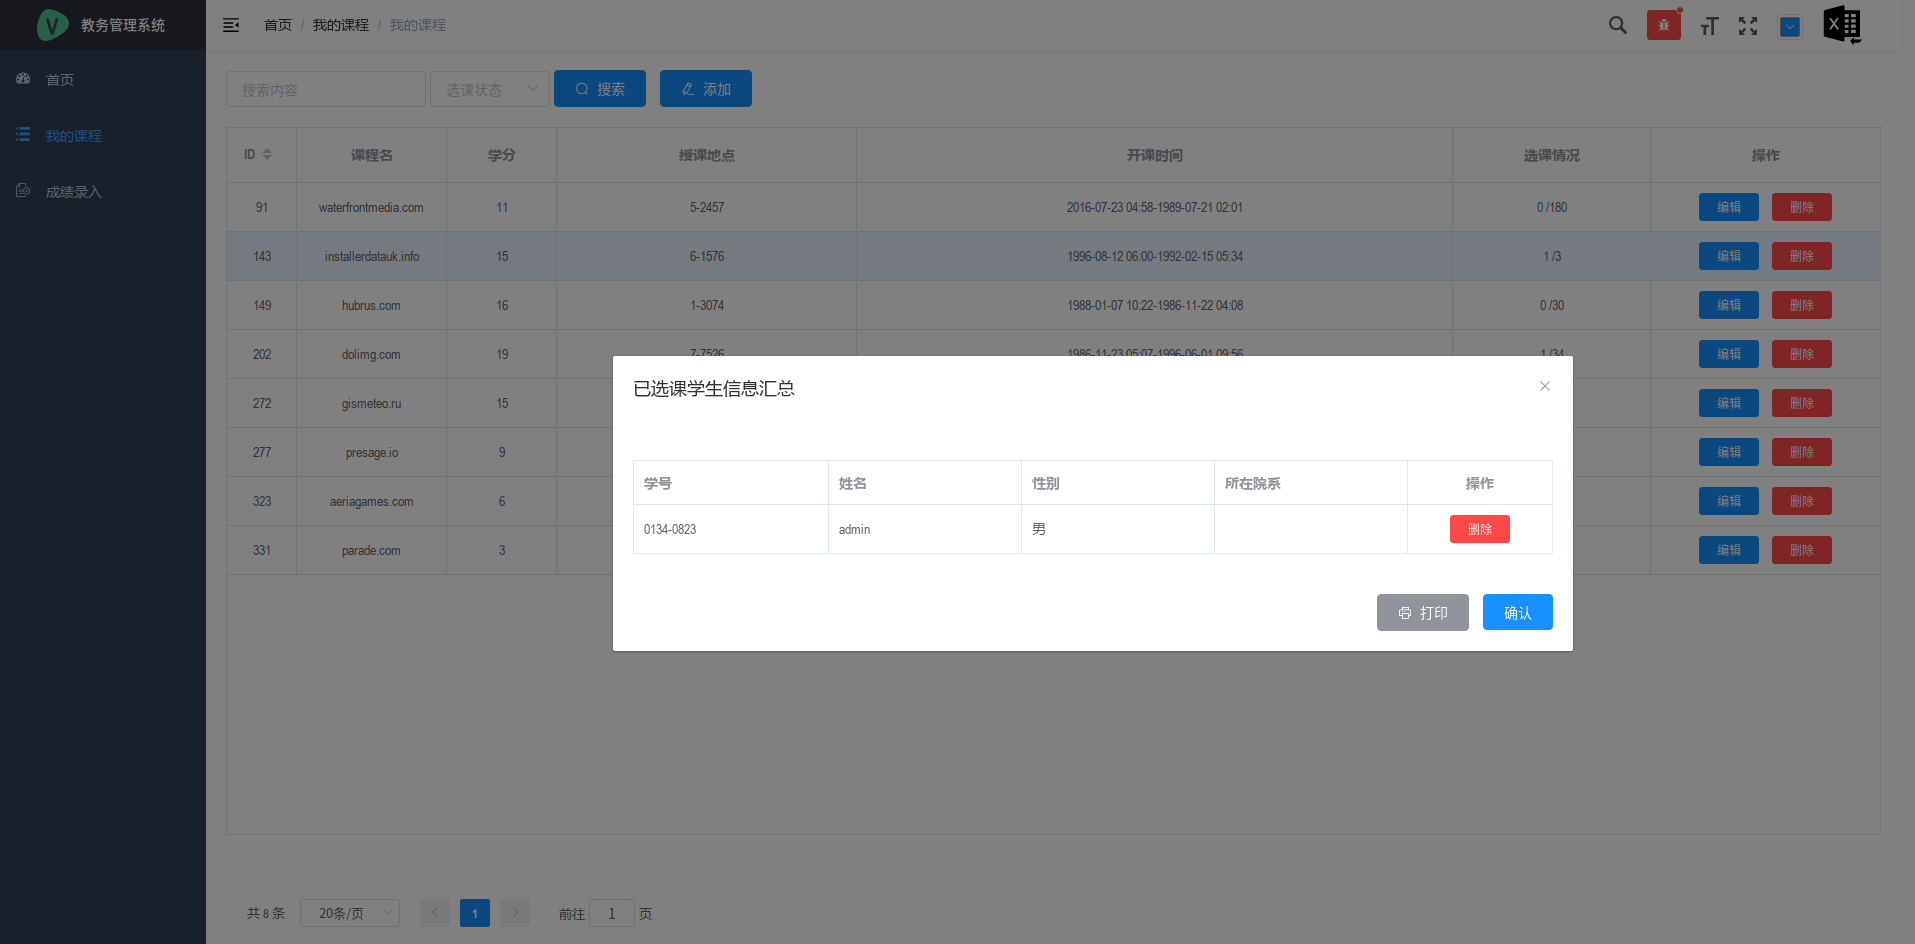 教务管理系统
首页 / 我的课程 / 我的课程
首页
我的课程
成绩录入
搜索内容 选课状态 搜索 添加
ID 课程名 学分 授课地点 开课时间 选课情况 操作
91 waterfrontmedia.com 11 5-2457 2016-07-23 04:58-1989-07-21 02:01 0 /180 编辑 删除
143 installerdatauk.info 15 6-1576 1996-08-12 06:00-1992-02-15 05:34 1 /3 编辑 删除
149 hubrus.com 16 1-3074 1988-01-07 10:22-1986-11-22 04:08 0 /30 编辑 删除
202 dolimg.com 19 7-7526 1986-11-23 05:07-1996-06-01 09:56 1 /34 编辑 删除
272 gismeteo.ru 15 编辑 删除
277 presage.io 9 编辑 删除
323 aeriagames.com 6 编辑 删除
331 parade.com 3 编辑 删除
已选课学生信息汇总
学号 姓名 性别 所在院系 操作
0134-0823 admin 男 删除
打印 确认
共 8 条 20条/页 1 前往 1 页